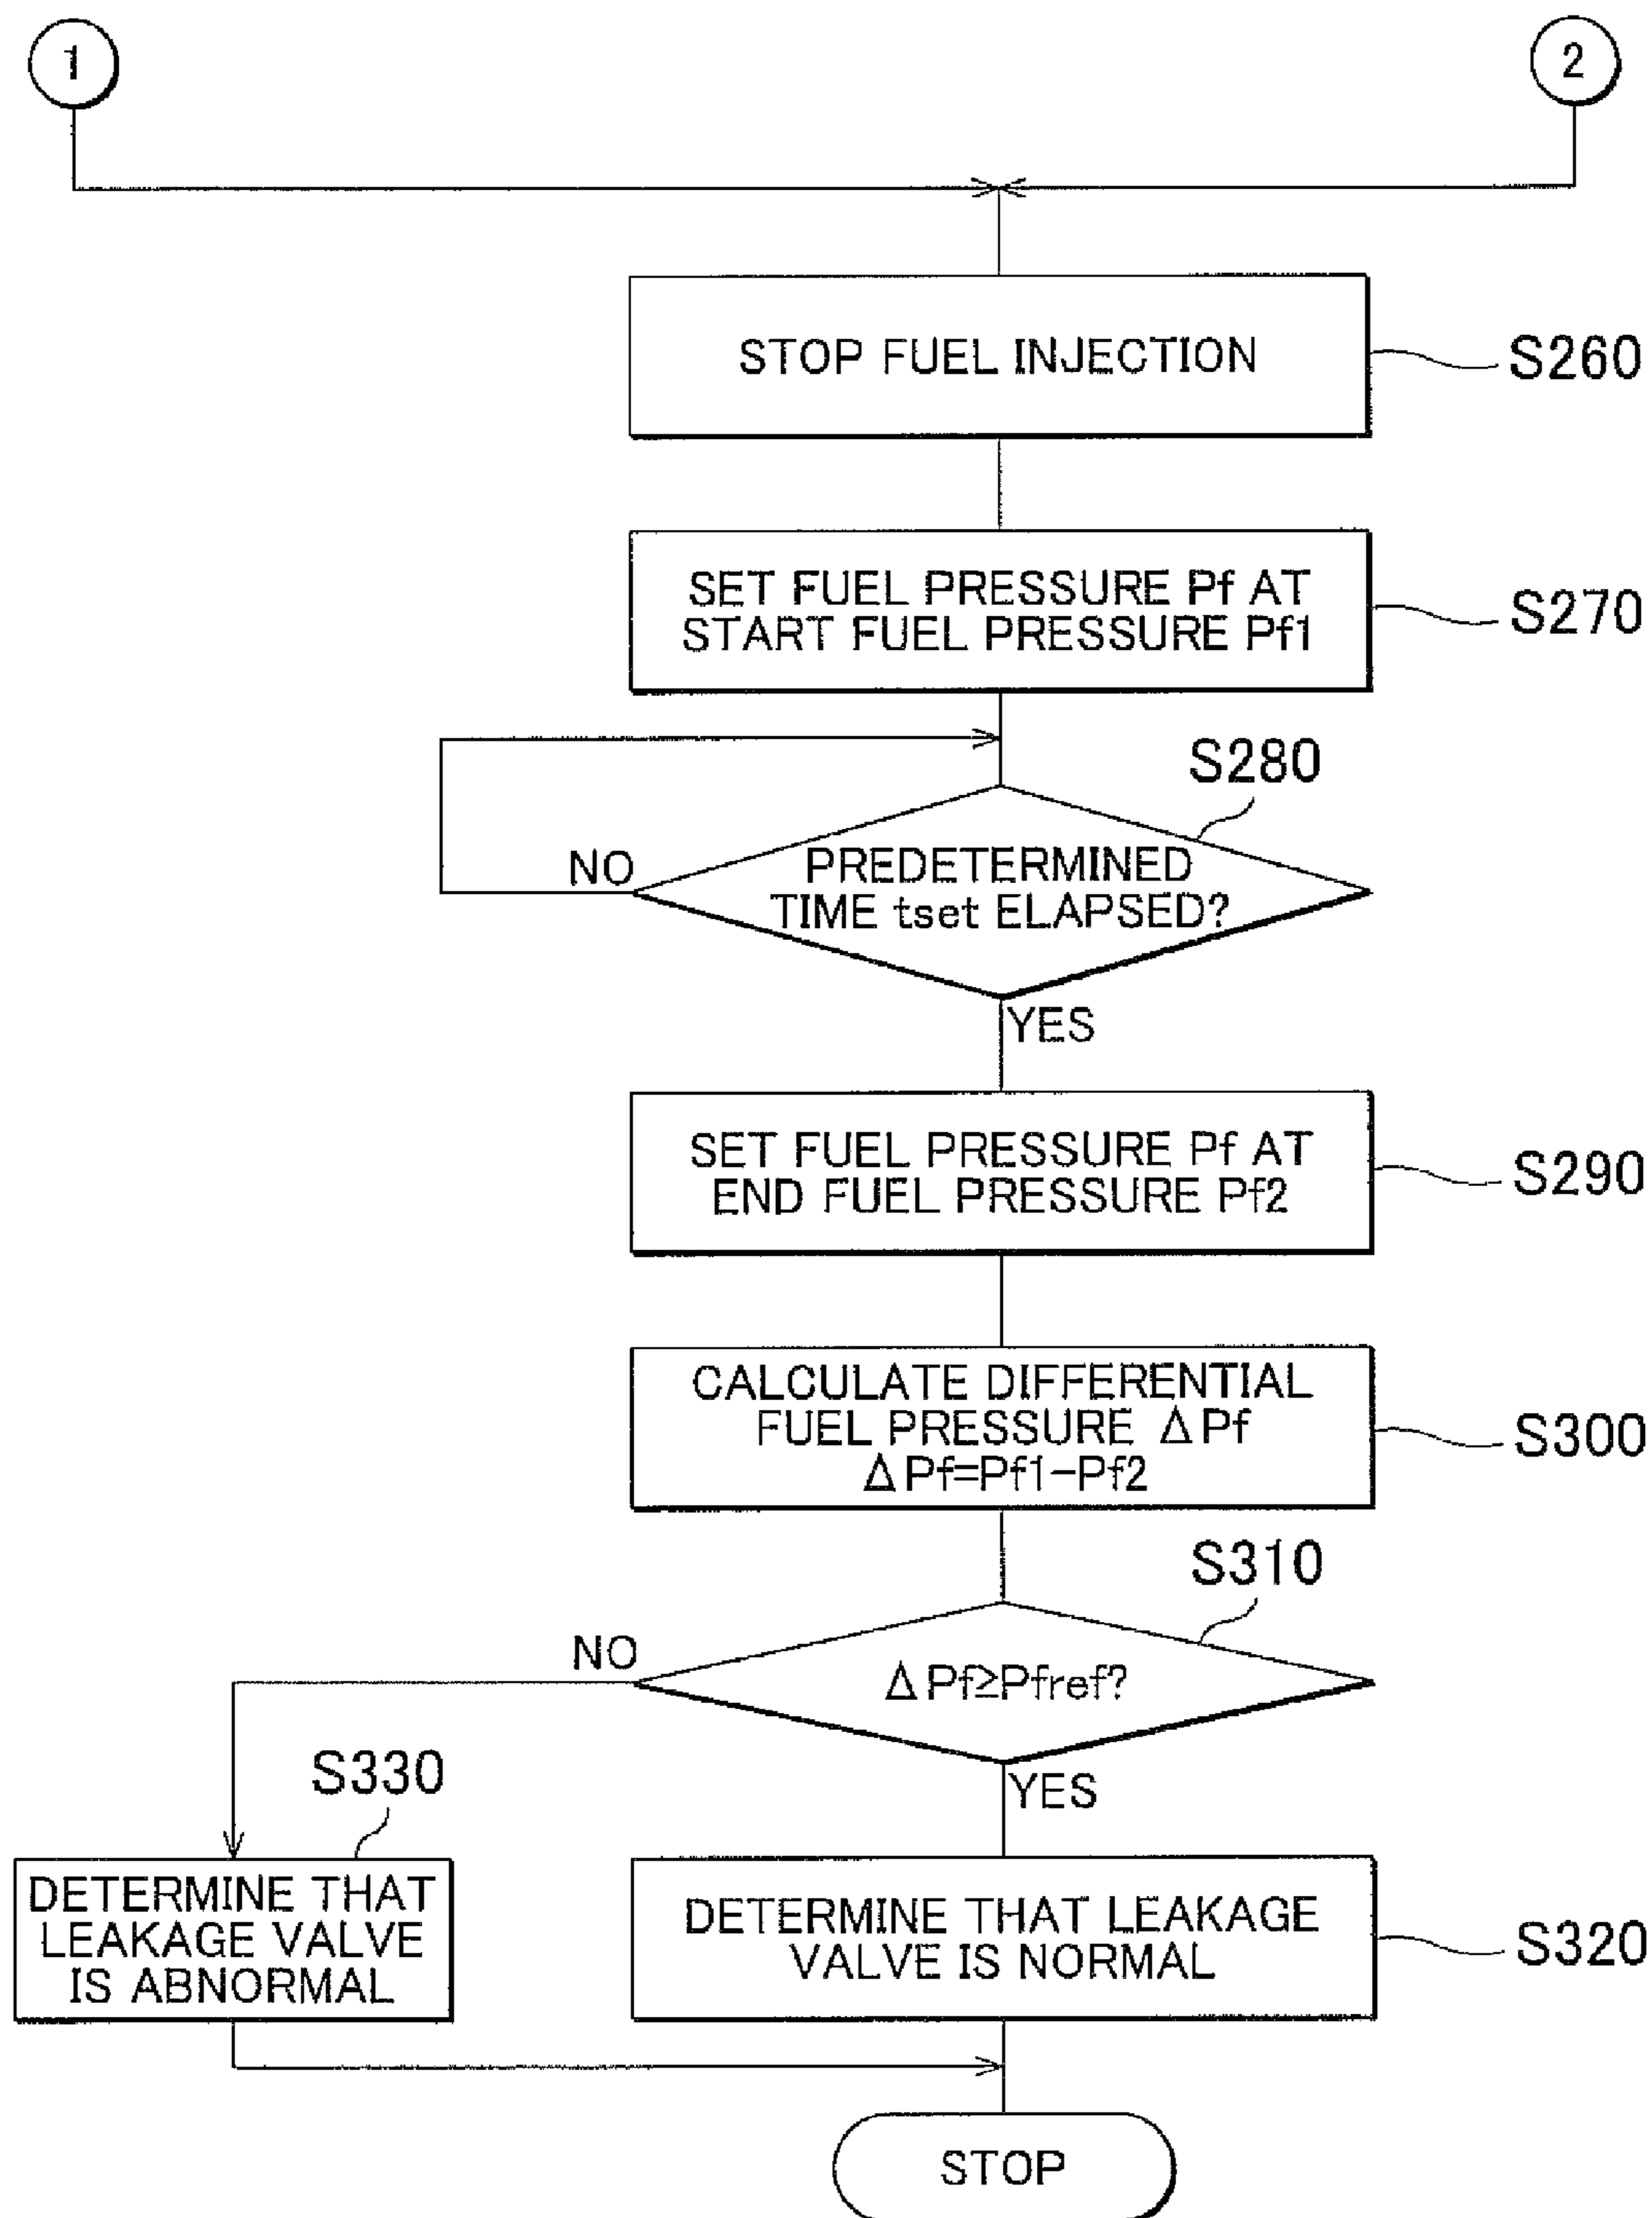 1
2
STOP FUEL INJECTION
S260
SET FUEL PRESSURE Pf AT
START FUEL PRESSURE Pf1
S270
S280
NO
PREDETERMINED
TIME tset ELAPSED?
YES
SET FUEL PRESSURE Pf AT
END FUEL PRESSURE Pf2
S290
CALCULATE DIFFERENTIAL
FUEL PRESSURE ΔPf
ΔPf=Pf1-Pf2
S300
S310
NO
ΔPf≥Pfref?
YES
S330
DETERMINE THAT
LEAKAGE VALVE
IS ABNORMAL
DETERMINE THAT LEAKAGE
VALVE IS NORMAL
S320
STOP